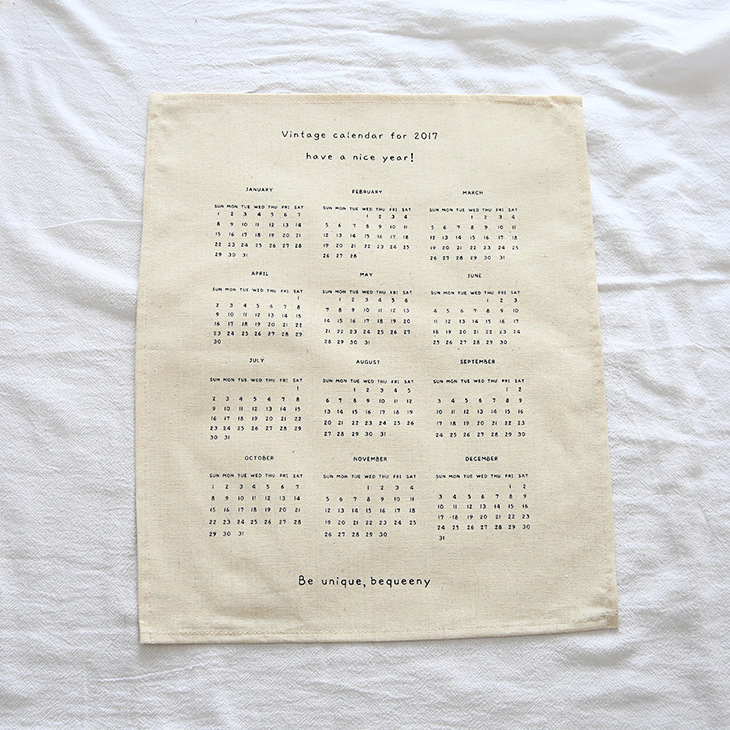 Vintage calendar for 2017
have a nice year!
JANUARY FEBRUARY MARCH
SUN MON TUE WED THU FRI SAT SUN MON TUE WED THU FRI SAT SUN MON TUE WED THU FRI SAT
1 2 3 4 5 6 7 1 2 3 4 1 2 3 4
8 9 10 11 12 13 14 5 6 7 8 9 10 11 5 6 7 8 9 10 11
15 16 17 18 19 20 21 12 13 14 15 16 17 18 12 13 14 15 16 17 18
22 23 24 25 26 27 28 19 20 21 22 23 24 25 19 20 21 22 23 24 25
29 30 31 26 27 28 26 27 28 29 30 31
APRIL MAY JUNE
SUN MON TUE WED THU FRI SAT SUN MON TUE WED THU FRI SAT SUN MON TUE WED THU FRI SAT
1 1 2 3 4 5 6 1 2 3
2 3 4 5 6 7 8 7 8 9 10 11 12 13 4 5 6 7 8 9 10
9 10 11 12 13 14 15 14 15 16 17 18 19 20 11 12 13 14 15 16 17
16 17 18 19 20 21 22 21 22 23 24 25 26 27 18 19 20 21 22 23 24
23 24 25 26 27 28 29 28 29 30 31 25 26 27 28 29 30
30
JULY AUGUST SEPTEMBER
SUN MON TUE WED THU FRI SAT SUN MON TUE WED THU FRI SAT SUN MON TUE WED THU FRI SAT
1 1 2 3 4 5 1 2
2 3 4 5 6 7 8 6 7 8 9 10 11 12 3 4 5 6 7 8 9
9 10 11 12 13 14 15 13 14 15 16 17 18 19 10 11 12 13 14 15 16
16 17 18 19 20 21 22 20 21 22 23 24 25 26 17 18 19 20 21 22 23
23 24 25 26 27 28 29 27 28 29 30 31 24 25 26 27 28 29 30
30 31
OCTOBER NOVEMBER DECEMBER
SUN MON TUE WED THU FRI SAT SUN MON TUE WED THU FRI SAT SUN MON TUE WED THU FRI SAT
1 2 3 4 5 6 7 1 2 3 4 1 2
8 9 10 11 12 13 14 5 6 7 8 9 10 11 3 4 5 6 7 8 9
15 16 17 18 19 20 21 12 13 14 15 16 17 18 10 11 12 13 14 15 16
22 23 24 25 26 27 28 19 20 21 22 23 24 25 17 18 19 20 21 22 23
29 30 31 26 27 28 29 30 24 25 26 27 28 29 30
31
Be unique, bequeeny